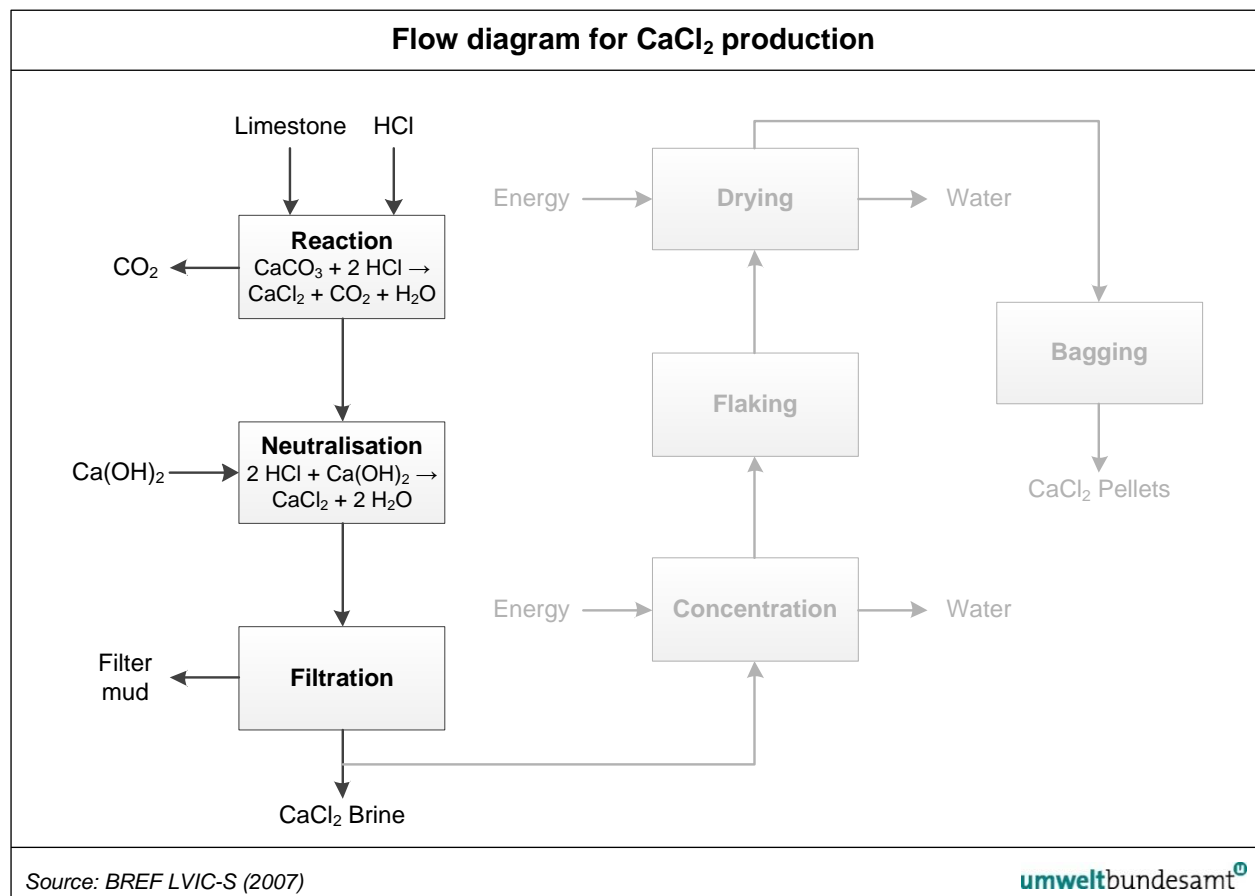 Flow diagram for CaCl₂ production
Limestone
HCl
Reaction
CaCO₃ + 2 HCl →
CaCl₂ + CO₂ + H₂O
CO₂
Neutralisation
2 HCl + Ca(OH)₂ →
CaCl₂ + 2 H₂O
Ca(OH)₂
Filtration
Filter
mud
CaCl₂ Brine
Energy
Concentration
Water
Flaking
Energy
Drying
Water
Bagging
CaCl₂ Pellets
Source: BREF LVIC-S (2007)
umweltbundesamt
u